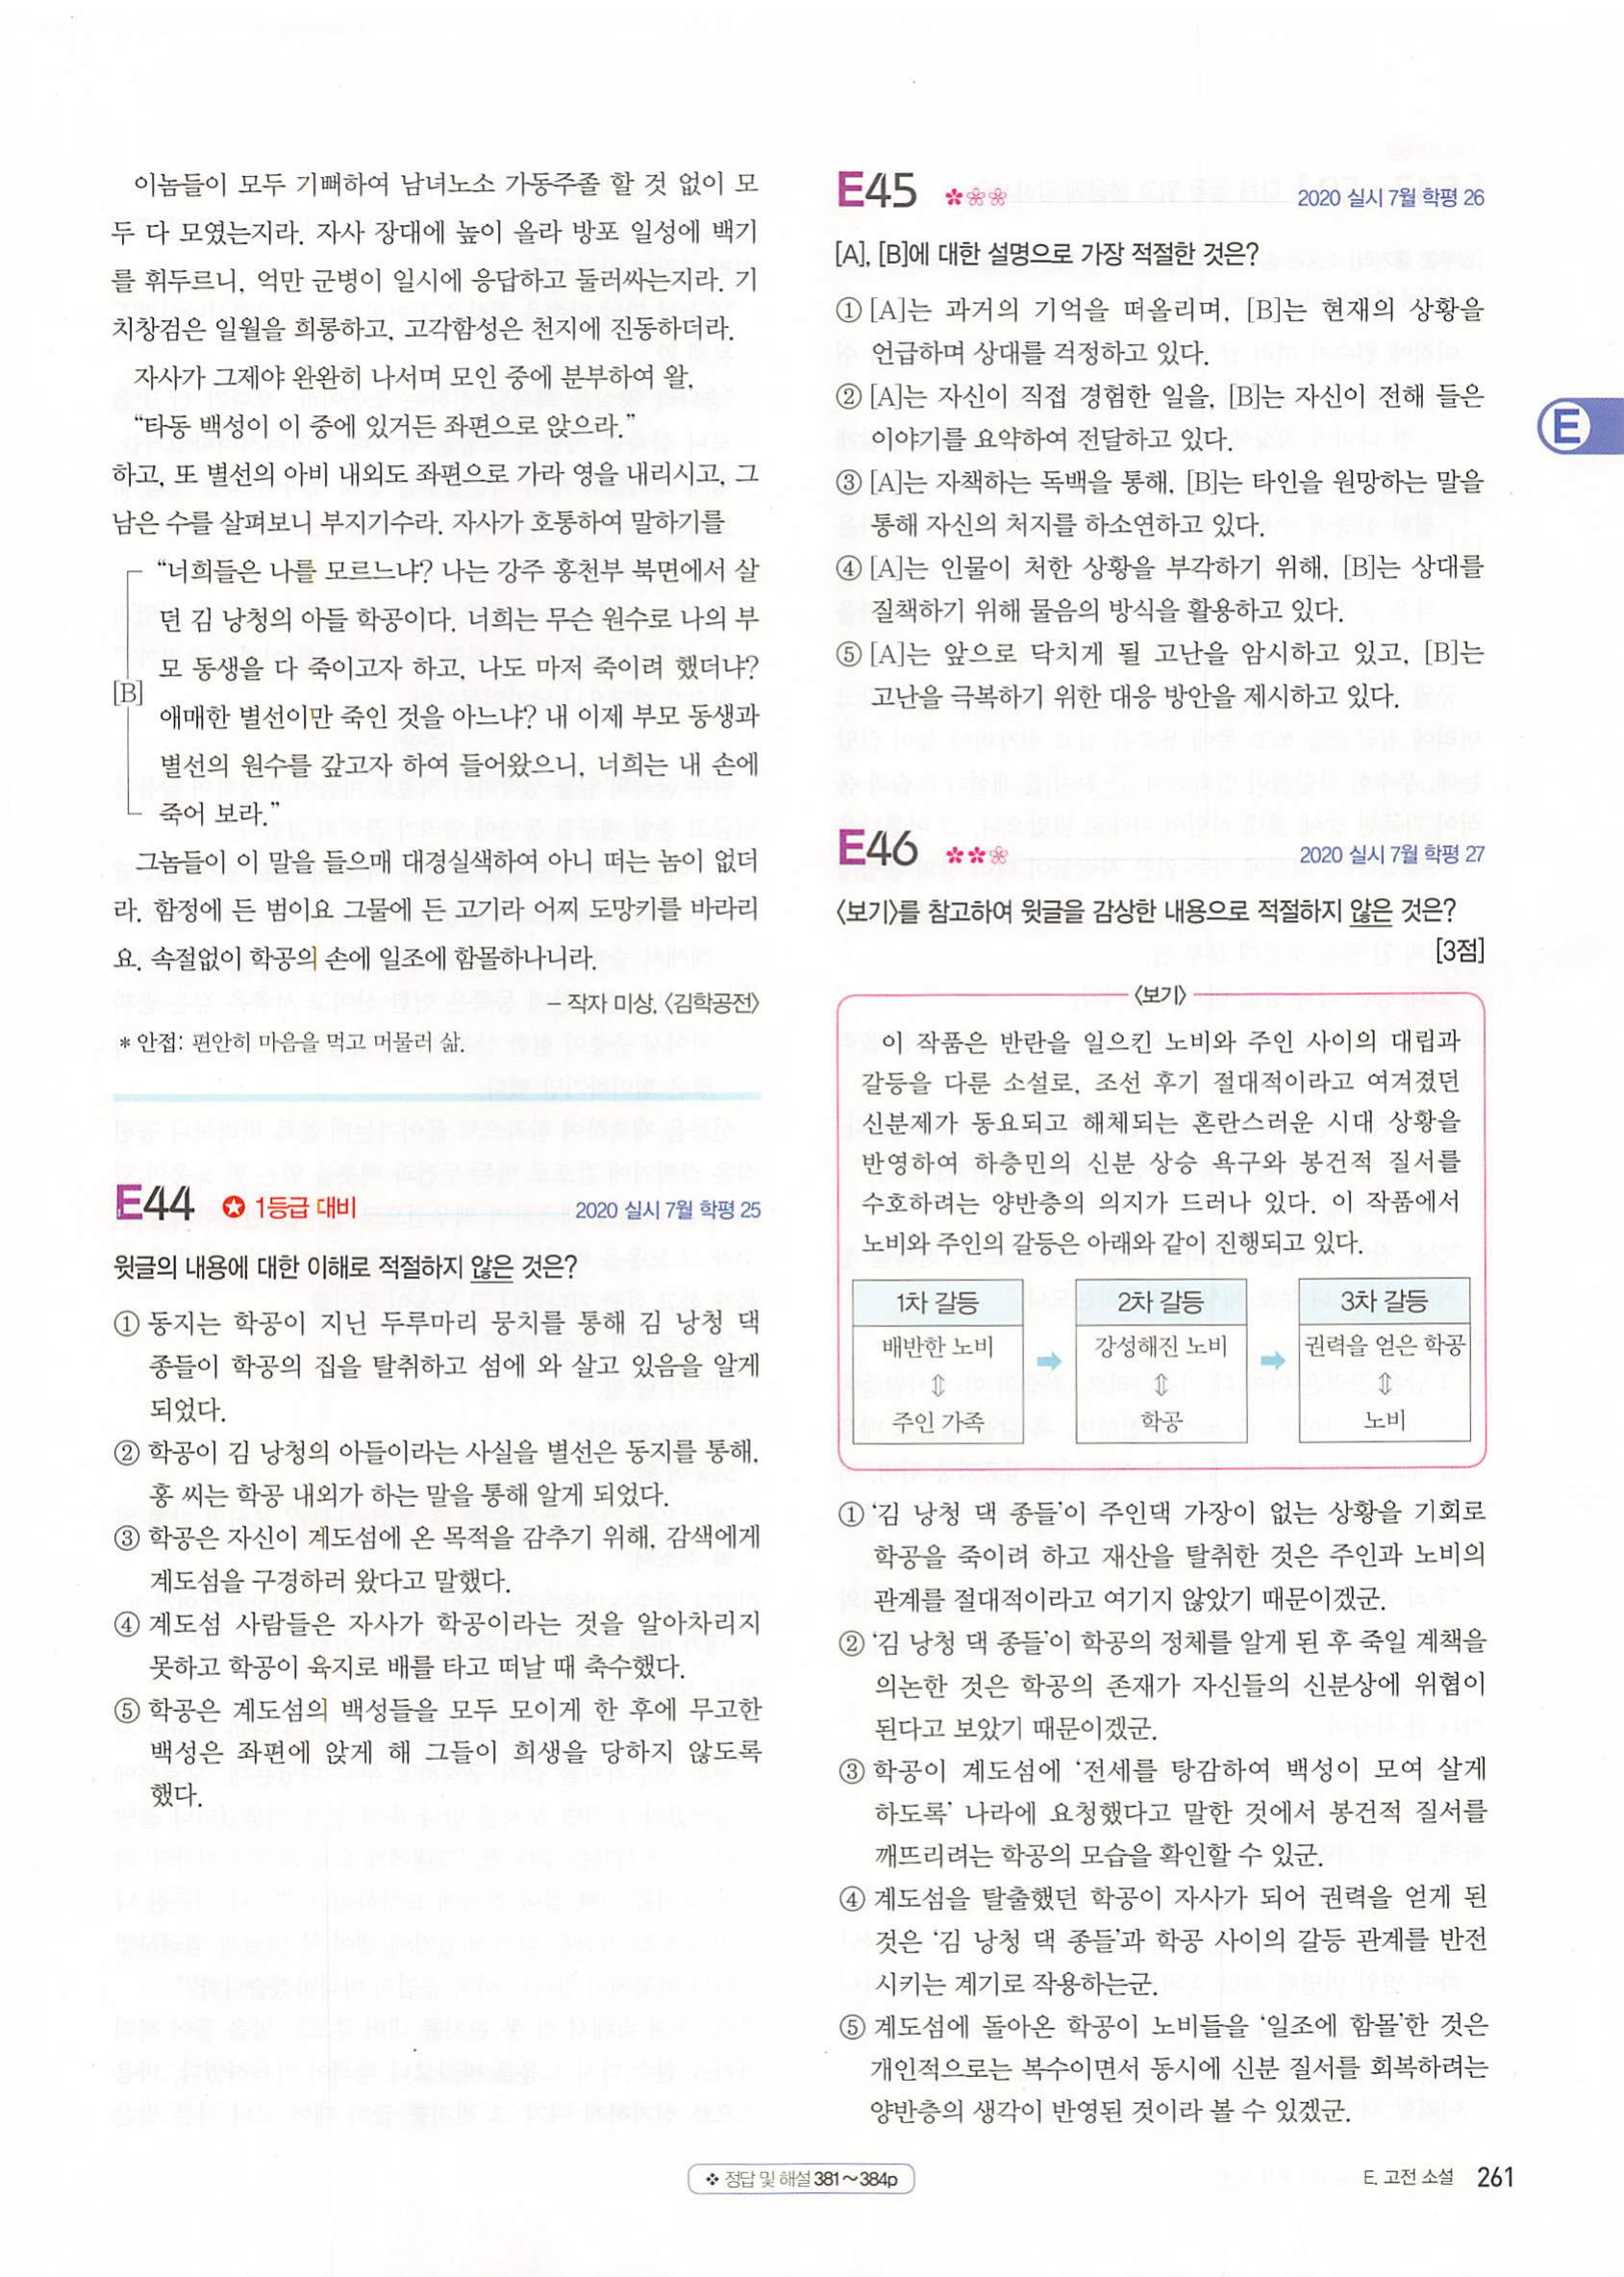 이놈들이 모두 기뻐하여 남녀노소 가동주졸 할 것 없이 모
두 다 모였는지라. 자사 장대에 높이 올라 방포 일성에 백기
를 휘두르니, 억만 군병이 일시에 응답하고 둘러싸는지라. 기
치창검은 일월을 희롱하고, 고각함성은 천지에 진동하더라.
자사가 그제야 완완히 나서며 모인 중에 분부하여 왈,
“타동 백성이 이 중에 있거든 좌편으로 앉으라.”
하고, 또 별선의 아비 내외도 좌편으로 가라 영을 내리시고, 그
남은 수를 살펴보니 부지기수라. 자사가 호통하여 말하기를
“너희들은 나를 모르느냐? 나는 강주 홍천부 북면에서 살
던 김 낭청의 아들 학공이다. 너희는 무슨 원수로 나의 부
모 동생을 다 죽이고자 하고, 나도 마저 죽이려 했더냐?
[B]
애매한 별선이만 죽인 것을 아느냐? 내 이제 부모 동생과
별선의 원수를 갚고자 하여 들어왔으니, 너희는 내 손에
죽어 보라.”
그놈들이 이 말을 들으매 대경실색하여 아니 떠는 놈이 없더
라. 함정에 든 범이요 그물에 든 고기라 어찌 도망키를 바라리
요. 속절없이 학공의 손에 일조에 함몰하나니라.
- 작자 미상, 〈김학공전〉
* 안접: 편안히 마음을 먹고 머물러 삶.
E44 1등급 대비 2020 실시 7월 학평 25
윗글의 내용에 대한 이해로 적절하지 않은 것은?
① 동지는 학공이 지닌 두루마리 뭉치를 통해 김 낭청 댁
종들이 학공의 집을 탈취하고 섬에 와 살고 있음을 알게
되었다.
② 학공이 김 낭청의 아들이라는 사실을 별선은 동지를 통해,
홍 씨는 학공 내외가 하는 말을 통해 알게 되었다.
③ 학공은 자신이 계도섬에 온 목적을 감추기 위해, 감색에게
계도섬을 구경하러 왔다고 말했다.
④ 계도섬 사람들은 자사가 학공이라는 것을 알아차리지
못하고 학공이 육지로 배를 타고 떠날 때 축수했다.
⑤ 학공은 계도섬의 백성들을 모두 모이게 한 후에 무고한
백성은 좌편에 앉게 해 그들이 희생을 당하지 않도록
했다.
E45 2020 실시 7월 학평 26
[A], [B]에 대한 설명으로 가장 적절한 것은?
① [A]는 과거의 기억을 떠올리며, [B]는 현재의 상황을
언급하며 상대를 걱정하고 있다.
② [A]는 자신이 직접 경험한 일을, [B]는 자신이 전해 들은
이야기를 요약하여 전달하고 있다.
③ [A]는 자책하는 독백을 통해, [B]는 타인을 원망하는 말을
통해 자신의 처지를 하소연하고 있다.
④ [A]는 인물이 처한 상황을 부각하기 위해, [B]는 상대를
질책하기 위해 물음의 방식을 활용하고 있다.
⑤ [A]는 앞으로 닥치게 될 고난을 암시하고 있고, [B]는
고난을 극복하기 위한 대응 방안을 제시하고 있다.
E
E46 2020 실시 7월 학평 27
〈보기〉를 참고하여 윗글을 감상한 내용으로 적절하지 않은 것은?
[3점]
〈보기〉
이 작품은 반란을 일으킨 노비와 주인 사이의 대립과
갈등을 다룬 소설로, 조선 후기 절대적이라고 여겨졌던
신분제가 동요되고 해체되는 혼란스러운 시대 상황을
반영하여 하층민의 신분 상승 욕구와 봉건적 질서를
수호하려는 양반층의 의지가 드러나 있다. 이 작품에서
노비와 주인의 갈등은 아래와 같이 진행되고 있다.
1차 갈등 2차 갈등 3차 갈등
배반한 노비 ➡ 강성해진 노비 ➡ 권력을 얻은 학공
⇕ ⇕ ⇕
주인 가족 학공 노비
① ‘김 낭청 댁 종들’이 주인댁 가장이 없는 상황을 기회로
학공을 죽이려 하고 재산을 탈취한 것은 주인과 노비의
관계를 절대적이라고 여기지 않았기 때문이겠군.
② ‘김 낭청 댁 종들’이 학공의 정체를 알게 된 후 죽일 계책을
의논한 것은 학공의 존재가 자신들의 신분상에 위협이
된다고 보았기 때문이겠군.
③ 학공이 계도섬에 ‘전세를 탕감하여 백성이 모여 살게
하도록’ 나라에 요청했다고 말한 것에서 봉건적 질서를
깨뜨리려는 학공의 모습을 확인할 수 있군.
④ 계도섬을 탈출했던 학공이 자사가 되어 권력을 얻게 된
것은 ‘김 낭청 댁 종들’과 학공 사이의 갈등 관계를 반전
시키는 계기로 작용하는군.
⑤ 계도섬에 돌아온 학공이 노비들을 ‘일조에 함몰’한 것은
개인적으로는 복수이면서 동시에 신분 질서를 회복하려는
양반층의 생각이 반영된 것이라 볼 수 있겠군.
❖ 정답 및 해설 381～384p
E. 고전 소설 261